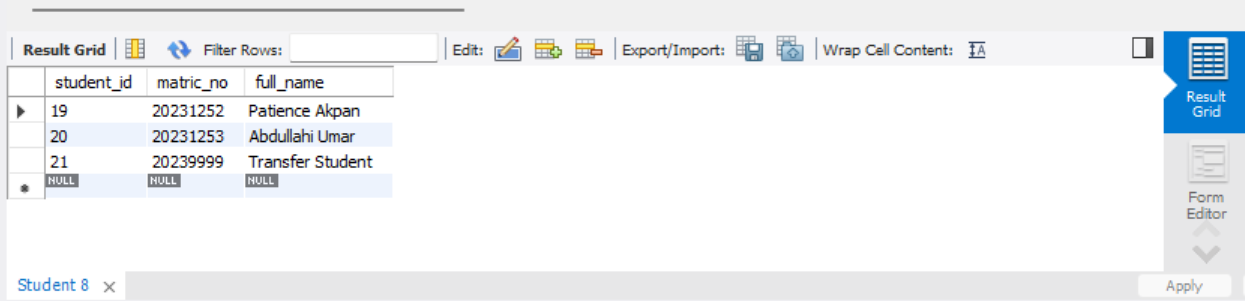 Result Grid Filter Rows: Edit: Export/Import: Wrap Cell Content: IA
student_id matric_no full_name
19 20231252 Patience Akpan
20 20231253 Abdullahi Umar
21 20239999 Transfer Student
NULL NULL NULL
Result
Grid
Form
Editor
Student 8 ×
Apply